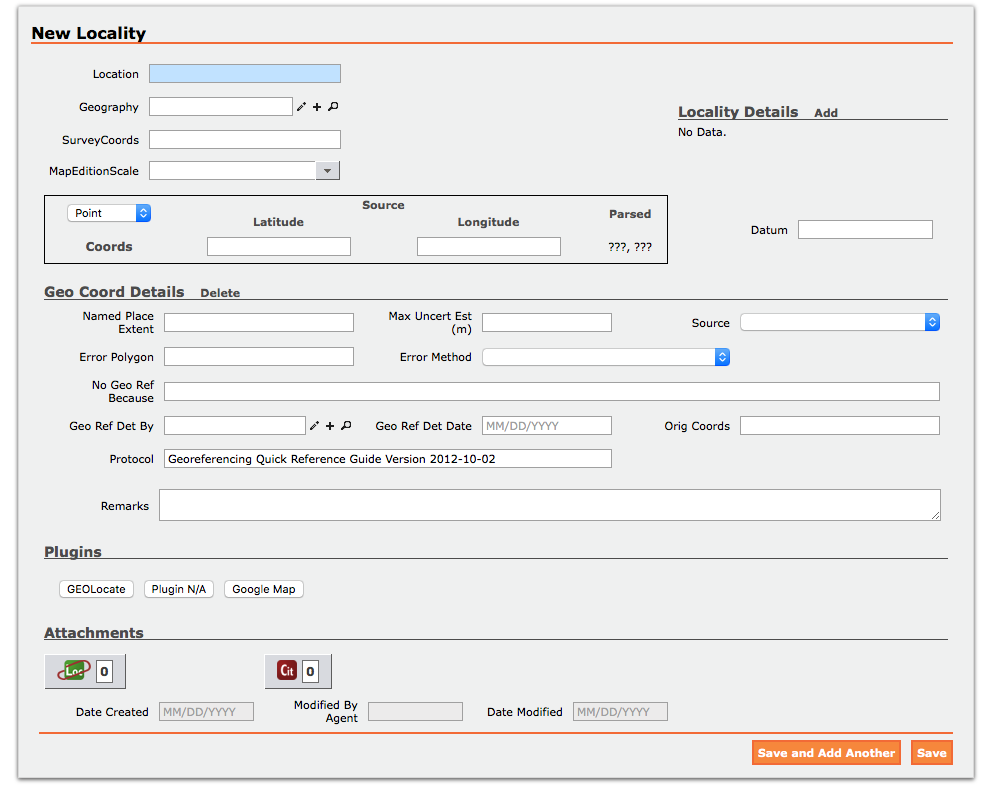 New Locality
Location
Geography
Locality Details Add
No Data.
SurveyCoords
MapEditionScale
Point
Source
Latitude
Longitude
Parsed
Coords
???, ???
Datum
Geo Coord Details Delete
Named Place
Extent
Max Uncert Est
(m)
Source
Error Polygon
Error Method
No Geo Ref
Because
Geo Ref Det By
Geo Ref Det Date
MM/DD/YYYY
Orig Coords
Protocol
Georeferencing Quick Reference Guide Version 2012-10-02
Remarks
Plugins
GEOLocate
Plugin N/A
Google Map
Attachments
Loc
0
Cit
0
Date Created
MM/DD/YYYY
Modified By
Agent
Date Modified
MM/DD/YYYY
Save and Add Another
Save